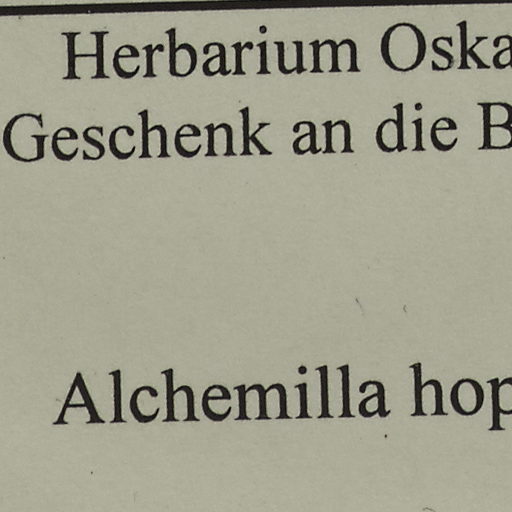 Herbarium Oska
Geschenk an die B
Alchemilla hop